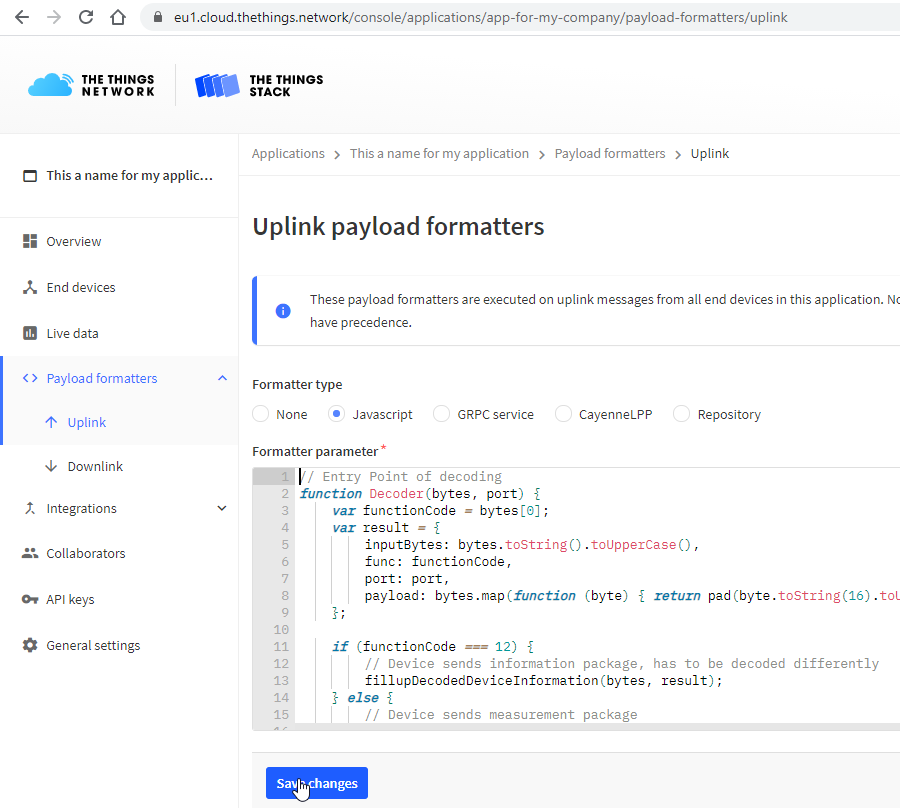 eu1.cloud.thethings.network/console/applications/app-for-my-company/payload-formatters/uplink
THE THINGS
NETWORK
THE THINGS
STACK
This a name for my applic...
Overview
End devices
Live data
Payload formatters
Uplink
Downlink
Integrations
Collaborators
API keys
General settings
Applications > This a name for my application > Payload formatters > Uplink
Uplink payload formatters
These payload formatters are executed on uplink messages from all end devices in this application. No
have precedence.
Formatter type
None Javascript GRPC service CayenneLPP Repository
Formatter parameter*
1 // Entry Point of decoding
2 function Decoder(bytes, port) {
3 var functionCode = bytes[0];
4 var result = {
5 inputBytes: bytes.toString().toUpperCase(),
6 func: functionCode,
7 port: port,
8 payload: bytes.map(function (byte) { return pad(byte.toString(16).toU
9 };
10
11 if (functionCode === 12) {
12 // Device sends information package, has to be decoded differently
13 fillupDecodedDeviceInformation(bytes, result);
14 } else {
15 // Device sends measurement package
Save changes